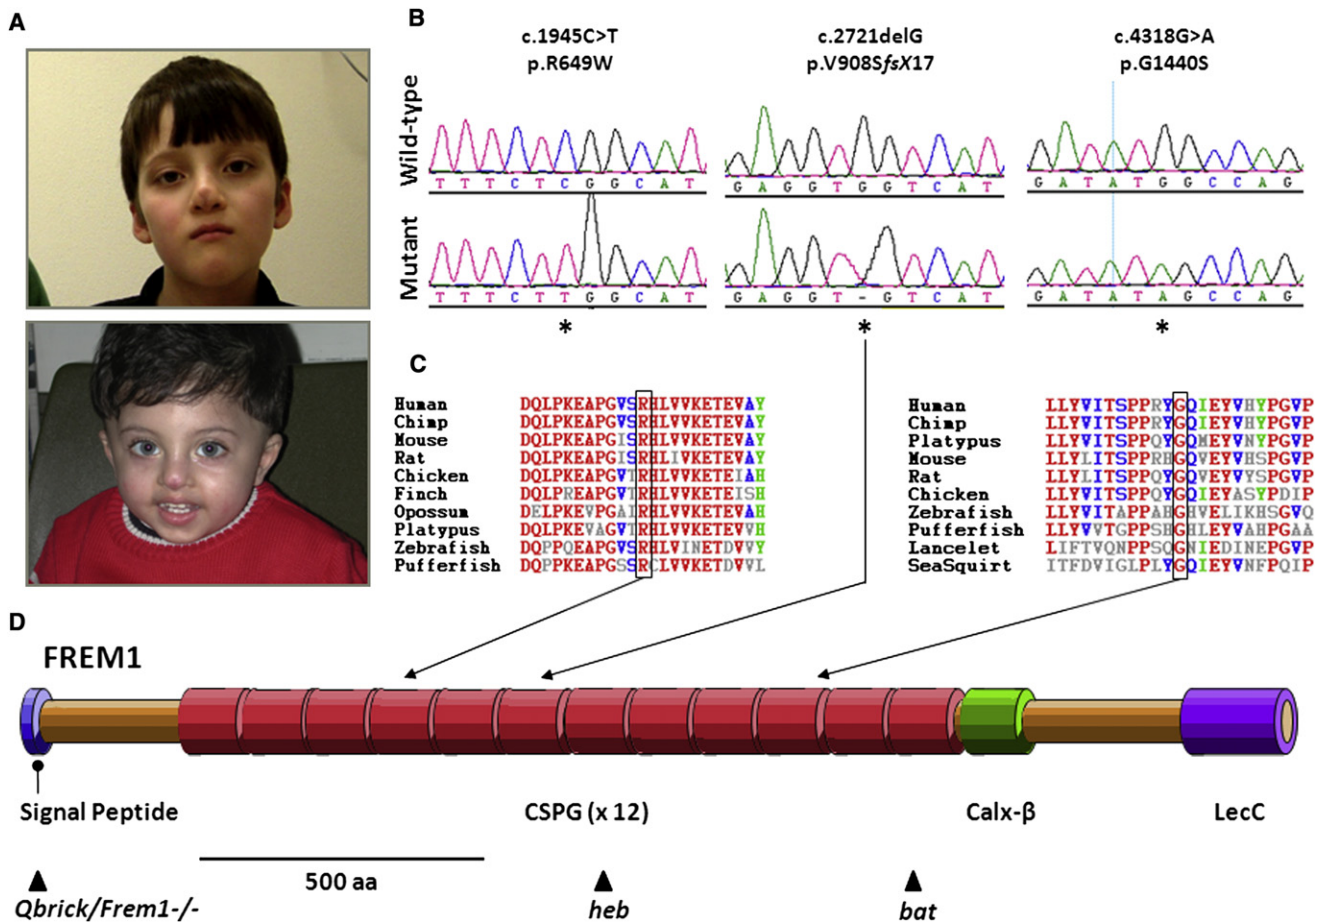 A
B
c.1945C>T
p.R649W
c.2721delG
p.V908SfsX17
c.4318G>A
p.G1440S
Wild-type
T T T C T C G G C A T
G A G G T G G T C A T
G A T A T G G C C A G
Mutant
T T T C T T G G C A T
G A G G T - G T C A T
G A T A T A G C C A G
* * *
C
Human DQLPKEAPGVSRHLVVKETEVAY
Chimp DQLPKEAPGVSRHLVVKETEVAY
Mouse DQLPKEAPGISRHLVVKETEVAY
Rat DQLPKEAPGISRHLIVKETEVAY
Chicken DQLPKEAPGVTRHLVVKETEIAH
Finch DQLPREAPGVTRHLVVKETEISH
Opossum DELPKEVPGAIRHLVVKETEVAH
Platypus DQLPKEVAGVTRHLVVKETEVVY
Zebrafish DQPPQEAPGVSRHLVINETDVVY
Pufferfish DQPPKEAPGSSRCLVVKETDVVL
Human LLYVITSPPRYGQIEYVHYPGVP
Chimp LLYVITSPPRYGQIEYVHYPGVP
Platypus LLYVITSPPQYGQMEYVNYPGVP
Mouse LLYLITSPPRHGQVEYVHSPGVP
Rat LLYLITSPPQYGQVEYVYSPGVP
Chicken LLYVITSPPQYGQIEYASYPDIP
Zebrafish LLYVITAPPAHGHVELIKHSGVQ
Pufferfish LLYVVTGPPSHGHLEYVAHPGAA
Lancelet LIFTVQNPPSQGNIEDINEPGVP
SeaSquirt ITFDVIGLPLYGQIEYVNFPQIP
D
FREM1
Signal Peptide
CSPG (x 12)
Calx-β
LecC
500 aa
Qbrick/Frem1-/-
heb
bat